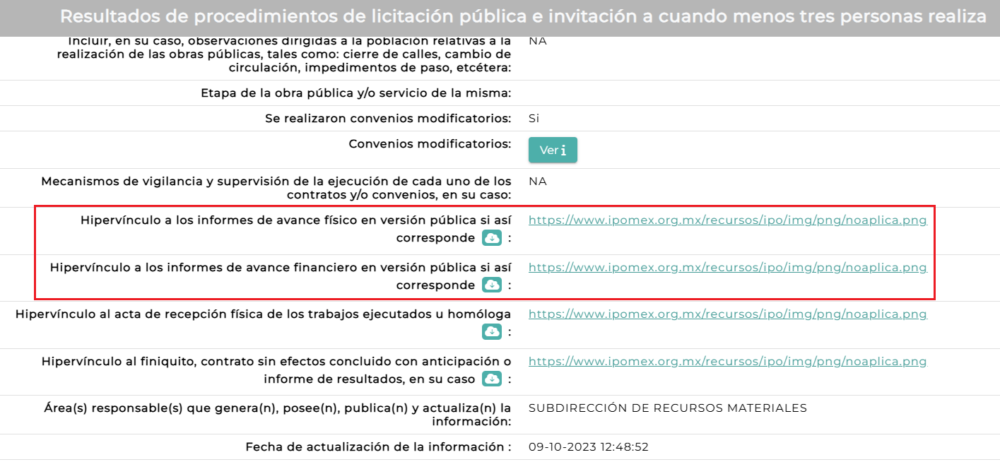 Resultados de procedimientos de licitación pública e invitación a cuando menos tres personas realiza
Incluir, en su caso, observaciones dirigidas a la población relativas a la NA
realización de las obras públicas, tales como: cierre de calles, cambio de
circulación, impedimentos de paso, etcétera:
Etapa de la obra pública y/o servicio de la misma:
Se realizaron convenios modificatorios: Si
Convenios modificatorios: Ver i
Mecanismos de vigilancia y supervisión de la ejecución de cada uno de los NA
contratos y/o convenios, en su caso:
Hipervínculo a los informes de avance físico en versión pública si así https://www.ipomex.org.mx/recursos/ipo/img/png/noaplica.png
corresponde :
Hipervínculo a los informes de avance financiero en versión pública si así https://www.ipomex.org.mx/recursos/ipo/img/png/noaplica.png
corresponde :
Hipervínculo al acta de recepción física de los trabajos ejecutados u homóloga https://www.ipomex.org.mx/recursos/ipo/img/png/noaplica.png
:
Hipervínculo al finiquito, contrato sin efectos concluido con anticipación o https://www.ipomex.org.mx/recursos/ipo/img/png/noaplica.png
informe de resultados, en su caso :
Área(s) responsable(s) que genera(n), posee(n), publica(n) y actualiza(n) la SUBDIRECCIÓN DE RECURSOS MATERIALES
información:
Fecha de actualización de la información : 09-10-2023 12:48:52